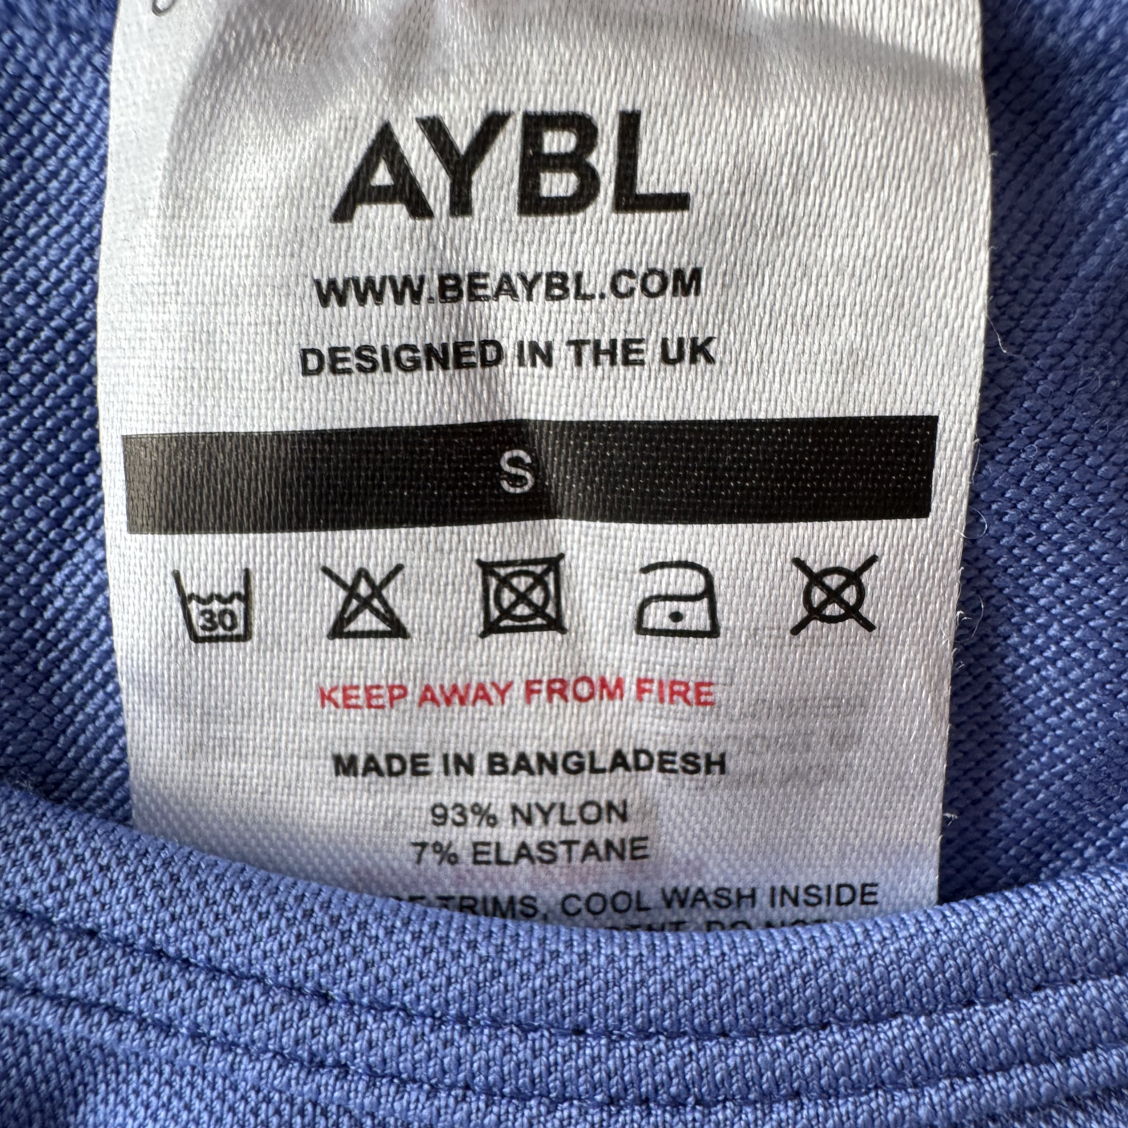 AYBL
WWW.BEAYBL.COM
DESIGNED IN THE UK
S
30
KEEP AWAY FROM FIRE
MADE IN BANGLADESH
93% NYLON
7% ELASTANE
TRIMS, COOL WASH INSIDE